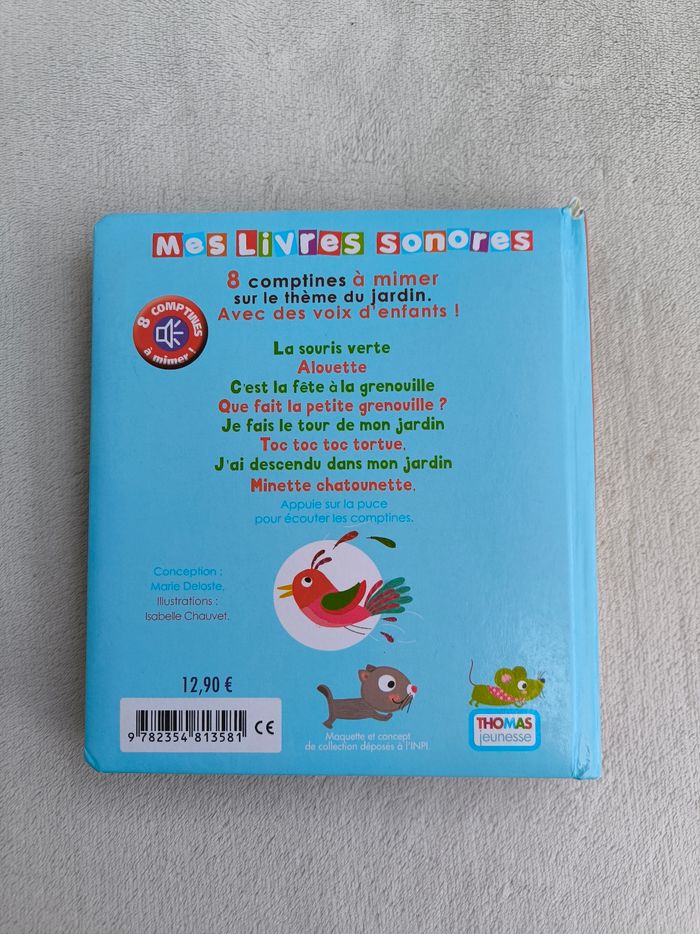 Mes Livres sonores
8 comptines à mimer
sur le thème du jardin.
Avec des voix d'enfants !
8 COMPTINES
à mimer !
La souris verte
Alouette
C'est la fête à la grenouille
Que fait la petite grenouille ?
Je fais le tour de mon jardin
Toc toc toc tortue,
J'ai descendu dans mon jardin
Minette chatounette,
Appuie sur la puce
pour écouter les comptines.
Conception :
Marie Deloste,
Illustrations :
Isabelle Chauvet,
12,90 €
9 782354 813581
CE
Maquette et concept
de collection déposés à l'INPI.
THOMAS
jeunesse